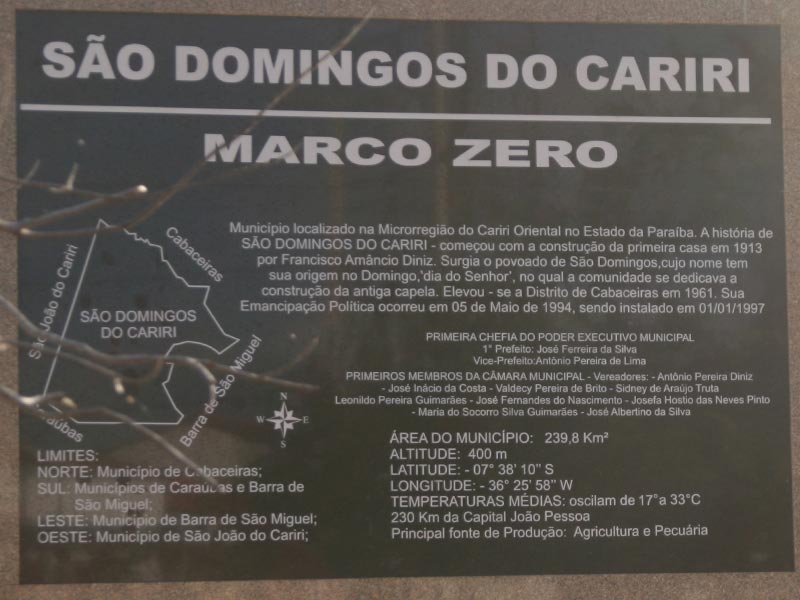 SÃO DOMINGOS DO CARIRI
MARCO ZERO
Município localizado na Microrregião do Cariri Oriental no Estado da Paraíba. A história de
SÃO DOMINGOS DO CARIRI - começou com a construção da primeira casa em 1913
por Francisco Amâncio Diniz. Surgia o povoado de São Domingos,cujo nome tem
sua origem no Domingo,'dia do Senhor', no qual a comunidade se dedicava a
construção da antiga capela. Elevou - se a Distrito de Cabaceiras em 1961. Sua
Emancipação Política ocorreu em 05 de Maio de 1994, sendo instalado em 01/01/1997
Cabaceiras
São João do Cariri
SÃO DOMINGOS
DO CARIRI
Barra de São Miguel
Caraúbas
N
W E
S
PRIMEIRA CHEFIA DO PODER EXECUTIVO MUNICIPAL
1° Prefeito: José Ferreira da Silva
Vice-Prefeito:Antônio Pereira de Lima
PRIMEIROS MEMBROS DA CÂMARA MUNICIPAL - Vereadores: - Antônio Pereira Diniz
- José Inácio da Costa - Valdecy Pereira de Brito - Sidney de Araújo Truta
Leonildo Pereira Guimarães - José Fernandes do Nascimento - Josefa Hostio das Neves Pinto
- Maria do Socorro Silva Guimarães - José Albertino da Silva
LIMITES:
NORTE: Município de Cabaceiras;
SUL: Municípios de Caraúbas e Barra de
São Miguel;
LESTE: Município de Barra de São Miguel;
OESTE: Município de São João do Cariri;
ÁREA DO MUNICÍPIO: 239,8 Km²
ALTITUDE: 400 m
LATITUDE: - 07° 38' 10'' S
LONGITUDE: - 36° 25' 58'' W
TEMPERATURAS MÉDIAS: oscilam de 17°a 33°C
230 Km da Capital João Pessoa
Principal fonte de Produção: Agricultura e Pecuária